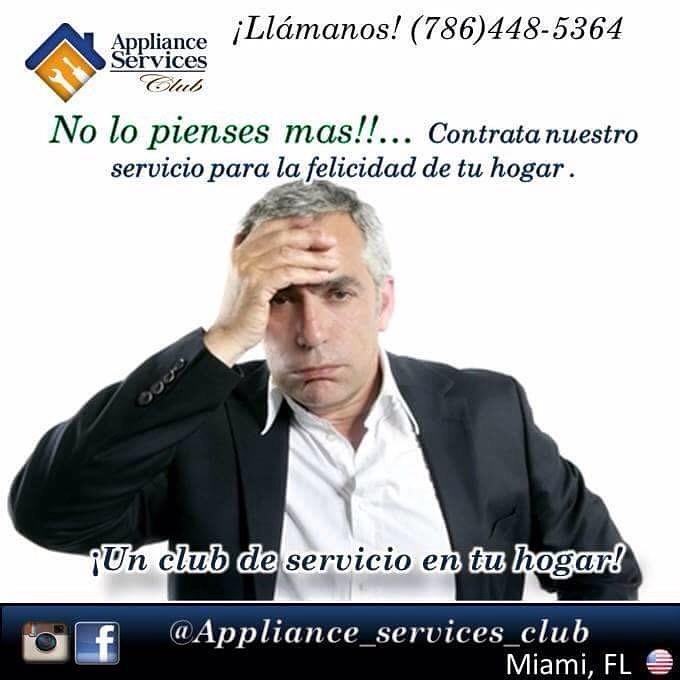 ¡Llámanos! (786)448-5364
Appliance
Services
Club
No lo pienses mas!!... Contrata nuestro
servicio para la felicidad de tu hogar .
¡Un club de servicio en tu hogar!
@Appliance_services_club
Miami, FL